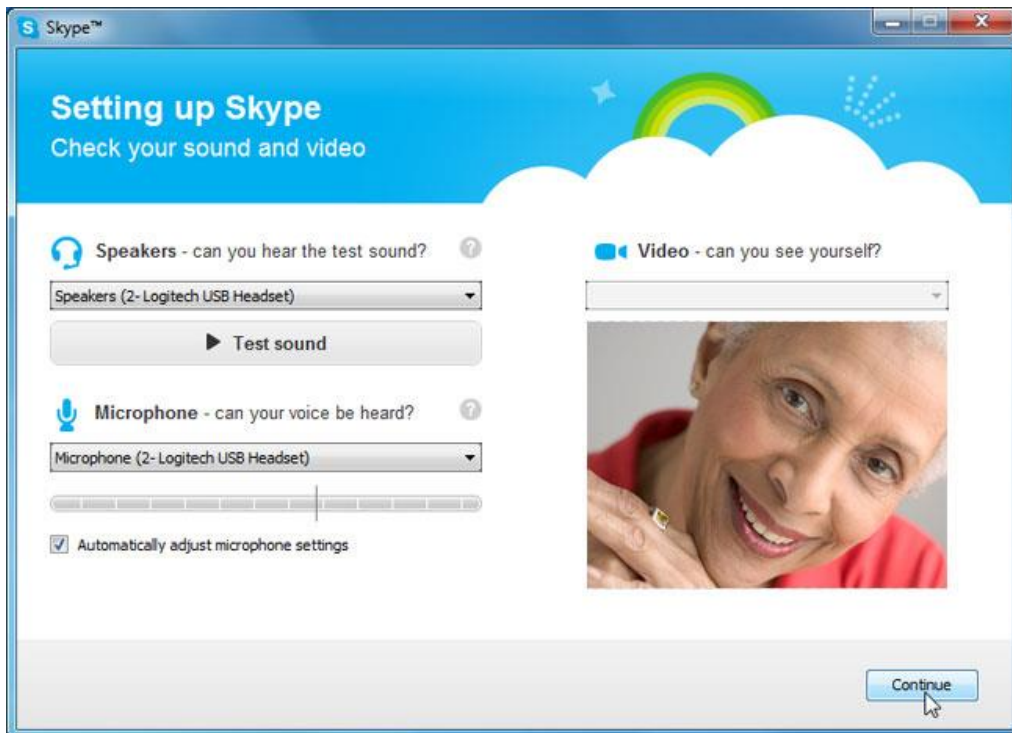 Skype™
Setting up Skype
Check your sound and video
Speakers - can you hear the test sound?
Speakers (2- Logitech USB Headset)
Test sound
Microphone - can your voice be heard?
Microphone (2- Logitech USB Headset)
Automatically adjust microphone settings
Video - can you see yourself?
Continue